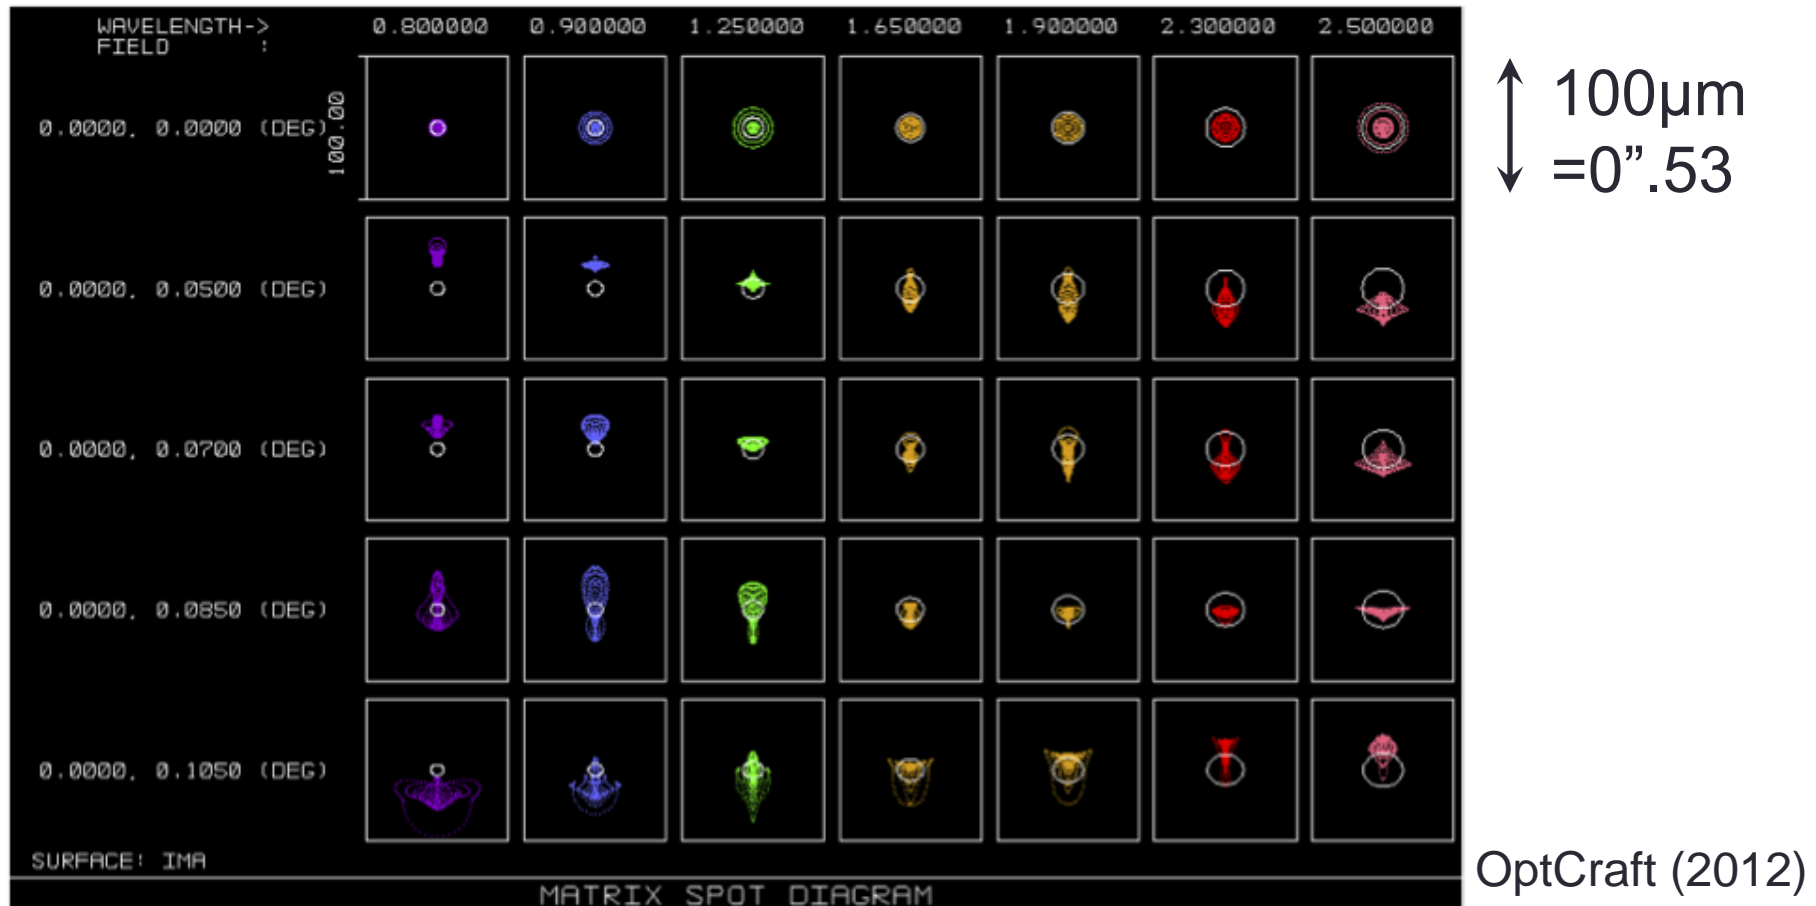 WAVELENGTH-> 0.800000 0.900000 1.250000 1.650000 1.900000 2.300000 2.500000
FIELD :
0.0000, 0.0000 (DEG)
100.00
0.0000, 0.0500 (DEG)
0.0000, 0.0700 (DEG)
0.0000, 0.0850 (DEG)
0.0000, 0.1050 (DEG)
SURFACE: IMA
MATRIX SPOT DIAGRAM
100μm
=0”.53
OptCraft (2012)